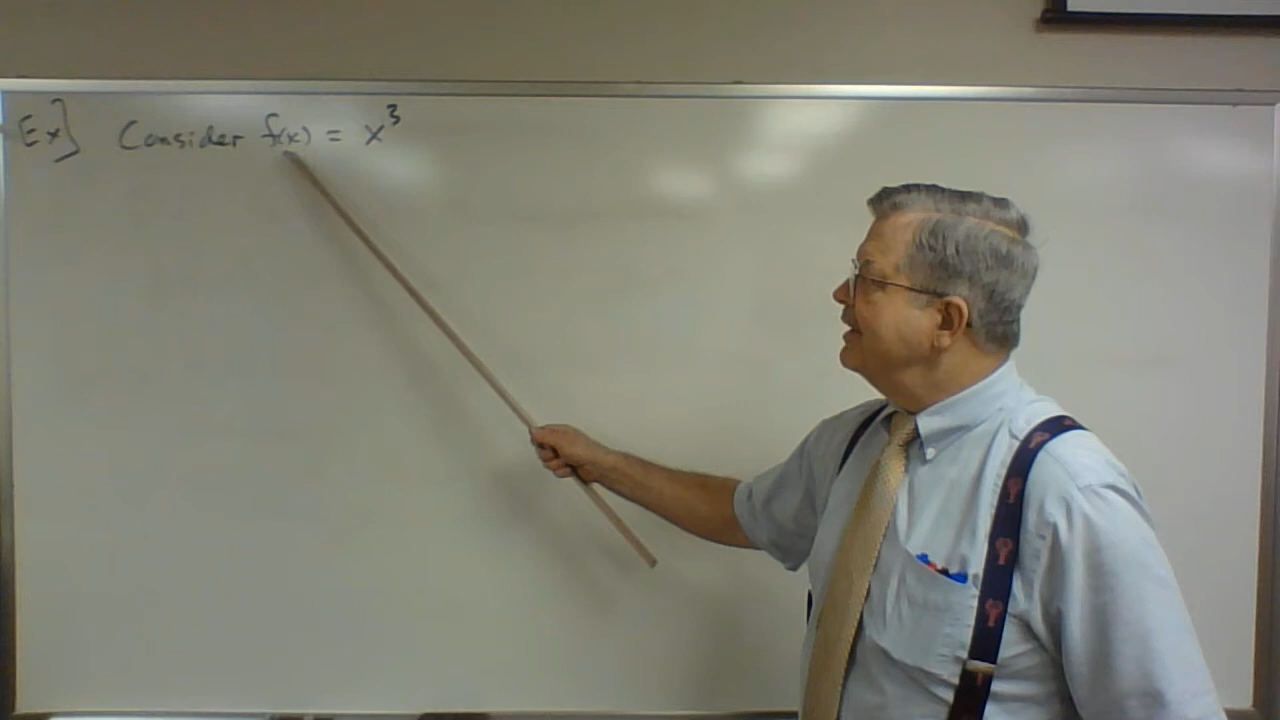 Ex] Consider f(x) = x³